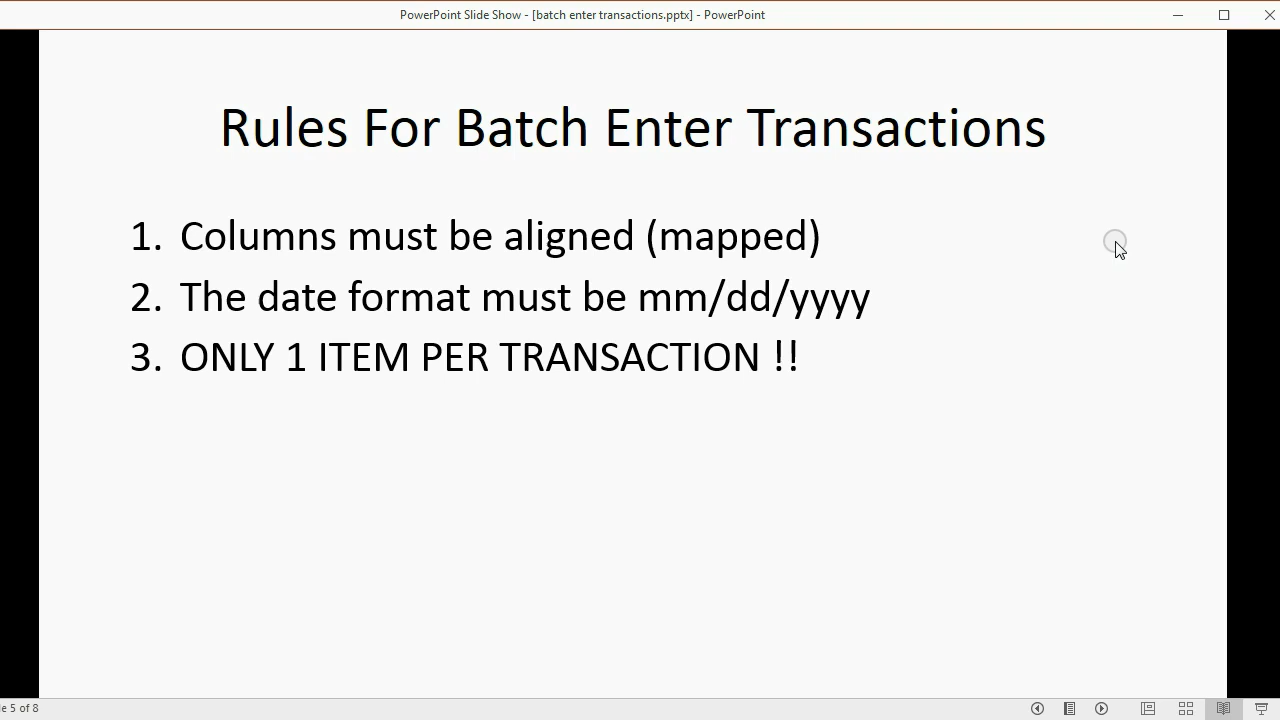 PowerPoint Slide Show - [batch enter transactions.pptx] - PowerPoint
Rules For Batch Enter Transactions
1. Columns must be aligned (mapped)
2. The date format must be mm/dd/yyyy
3. ONLY 1 ITEM PER TRANSACTION !!
e 5 of 8